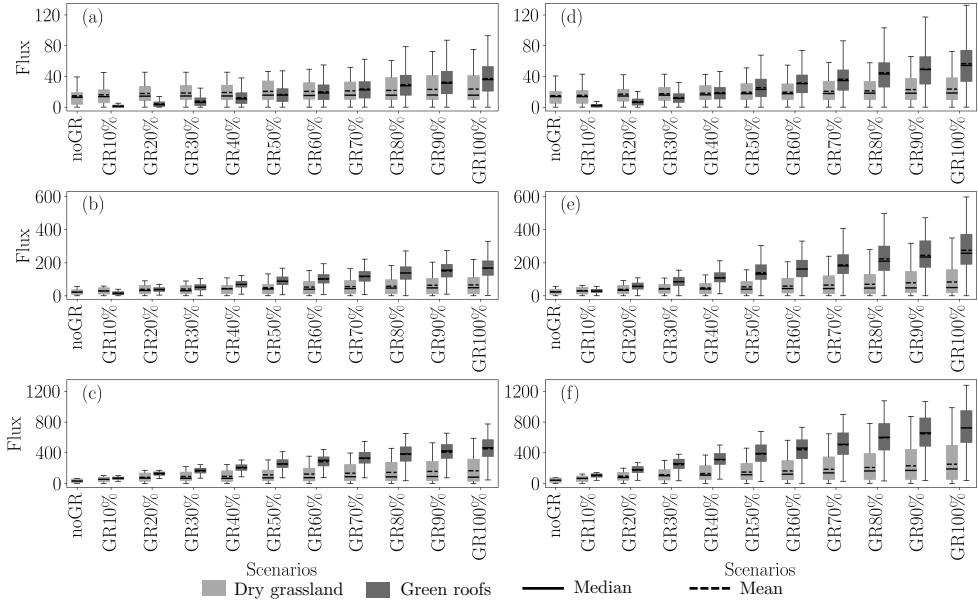 (a)
Flux
120
80
40
0
noGR GR10% GR20% GR30% GR40% GR50% GR60% GR70% GR80% GR90% GR100%
(d)
120
80
40
0
noGR GR10% GR20% GR30% GR40% GR50% GR60% GR70% GR80% GR90% GR100%
(b)
Flux
600
400
200
0
noGR GR10% GR20% GR30% GR40% GR50% GR60% GR70% GR80% GR90% GR100%
(e)
Flux
600
400
200
0
noGR GR10% GR20% GR30% GR40% GR50% GR60% GR70% GR80% GR90% GR100%
(c)
Flux
1200
800
400
0
noGR GR10% GR20% GR30% GR40% GR50% GR60% GR70% GR80% GR90% GR100%
Scenarios
(f)
1200
800
400
0
noGR GR10% GR20% GR30% GR40% GR50% GR60% GR70% GR80% GR90% GR100%
Scenarios
Dry grassland Green roofs Median Mean